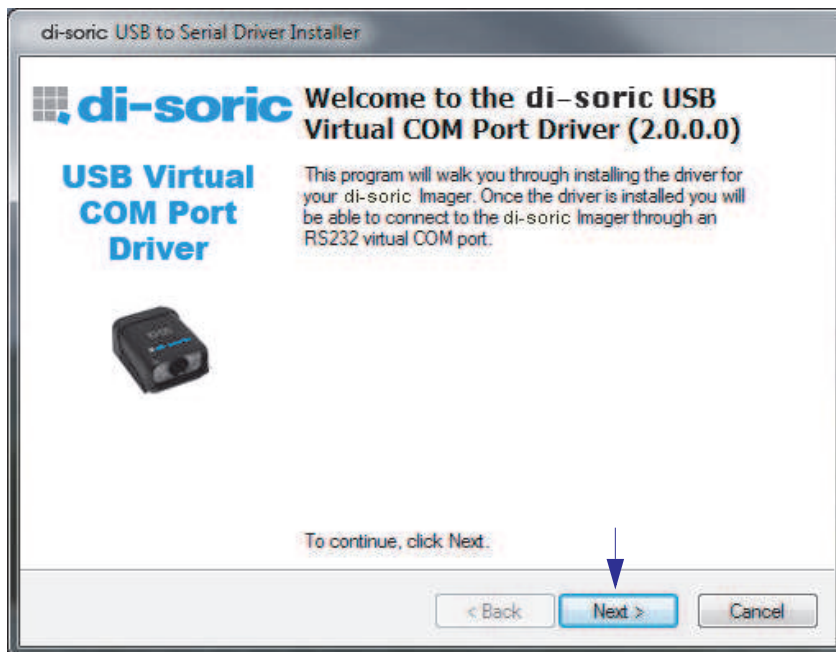 di-soric USB to Serial Driver Installer
di-soric
Welcome to the di-soric USB
Virtual COM Port Driver (2.0.0.0)
USB Virtual
COM Port
Driver
This program will walk you through installing the driver for
your di-soric Imager. Once the driver is installed you will
be able to connect to the di-soric Imager through an
RS232 virtual COM port.
di-soric
To continue, click Next.
< Back
Next >
Cancel